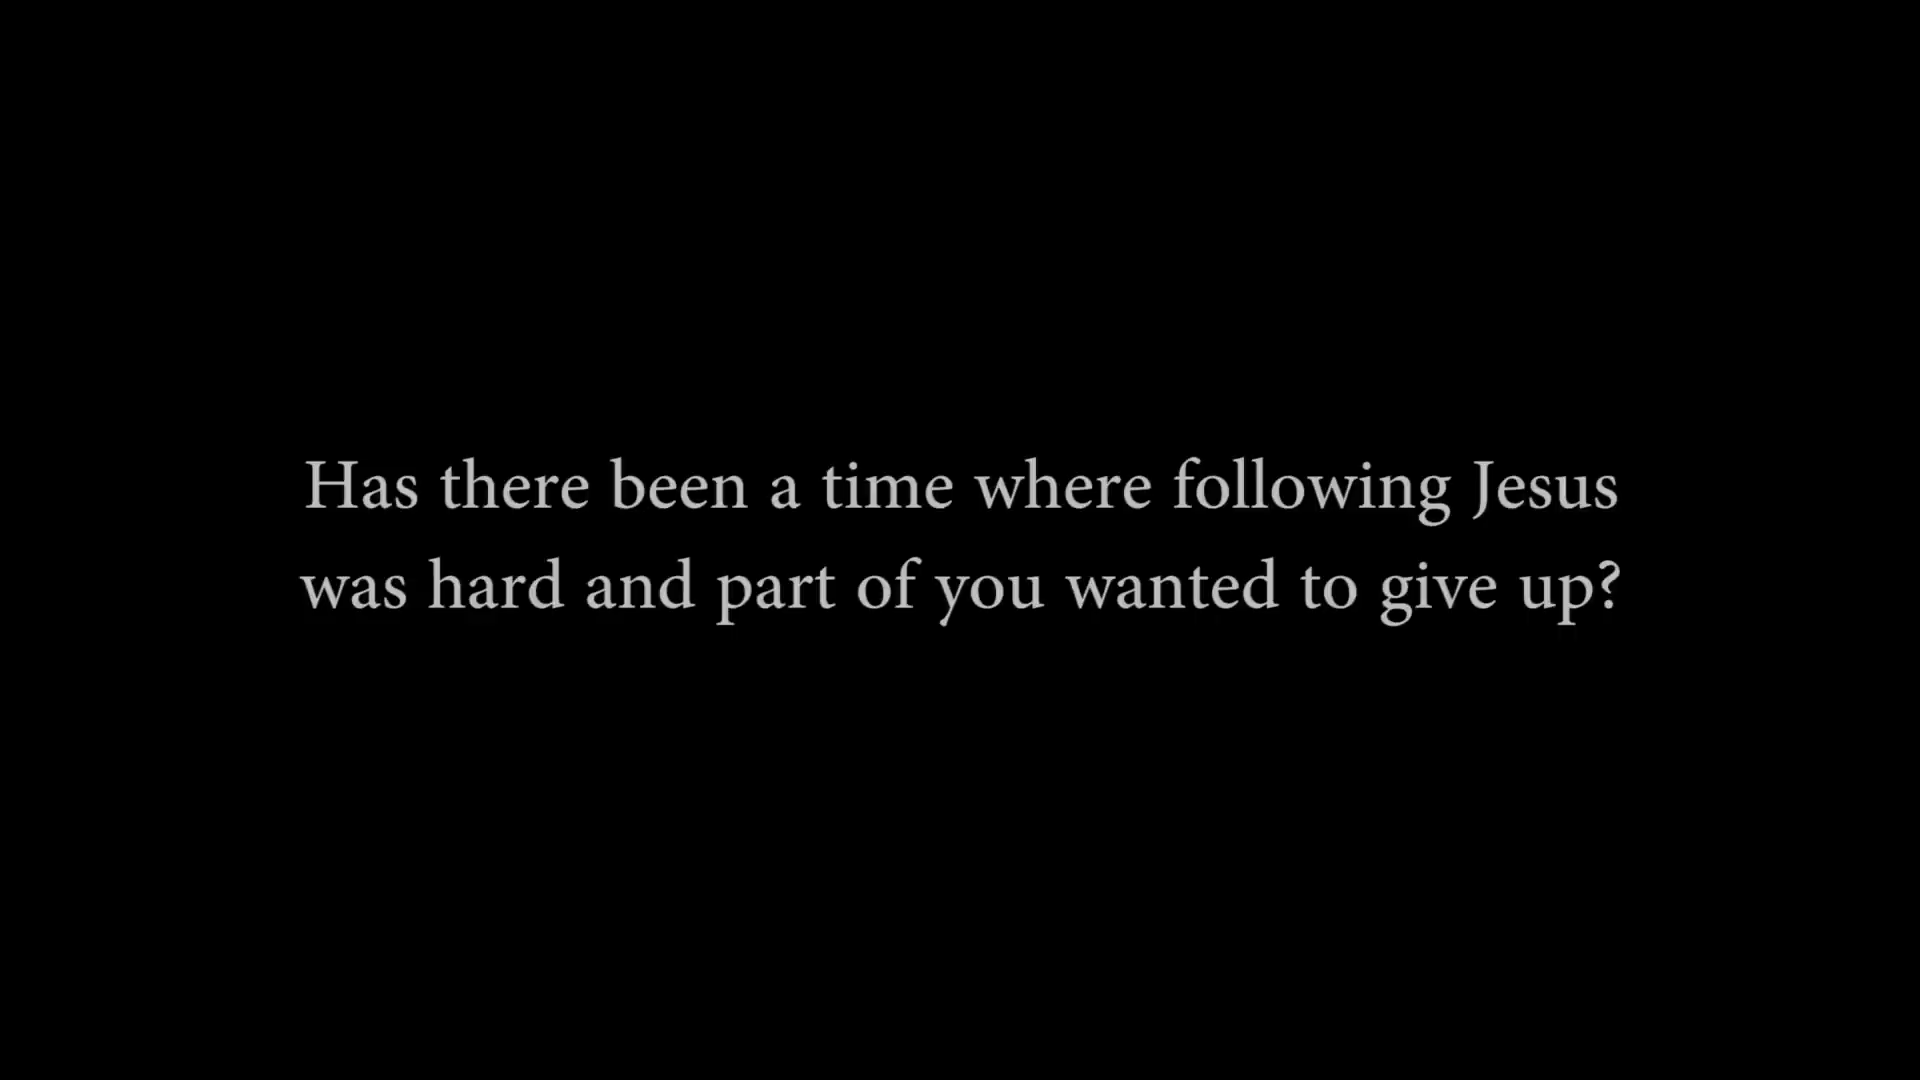 Has there been a time where following Jesus
was hard and part of you wanted to give up?